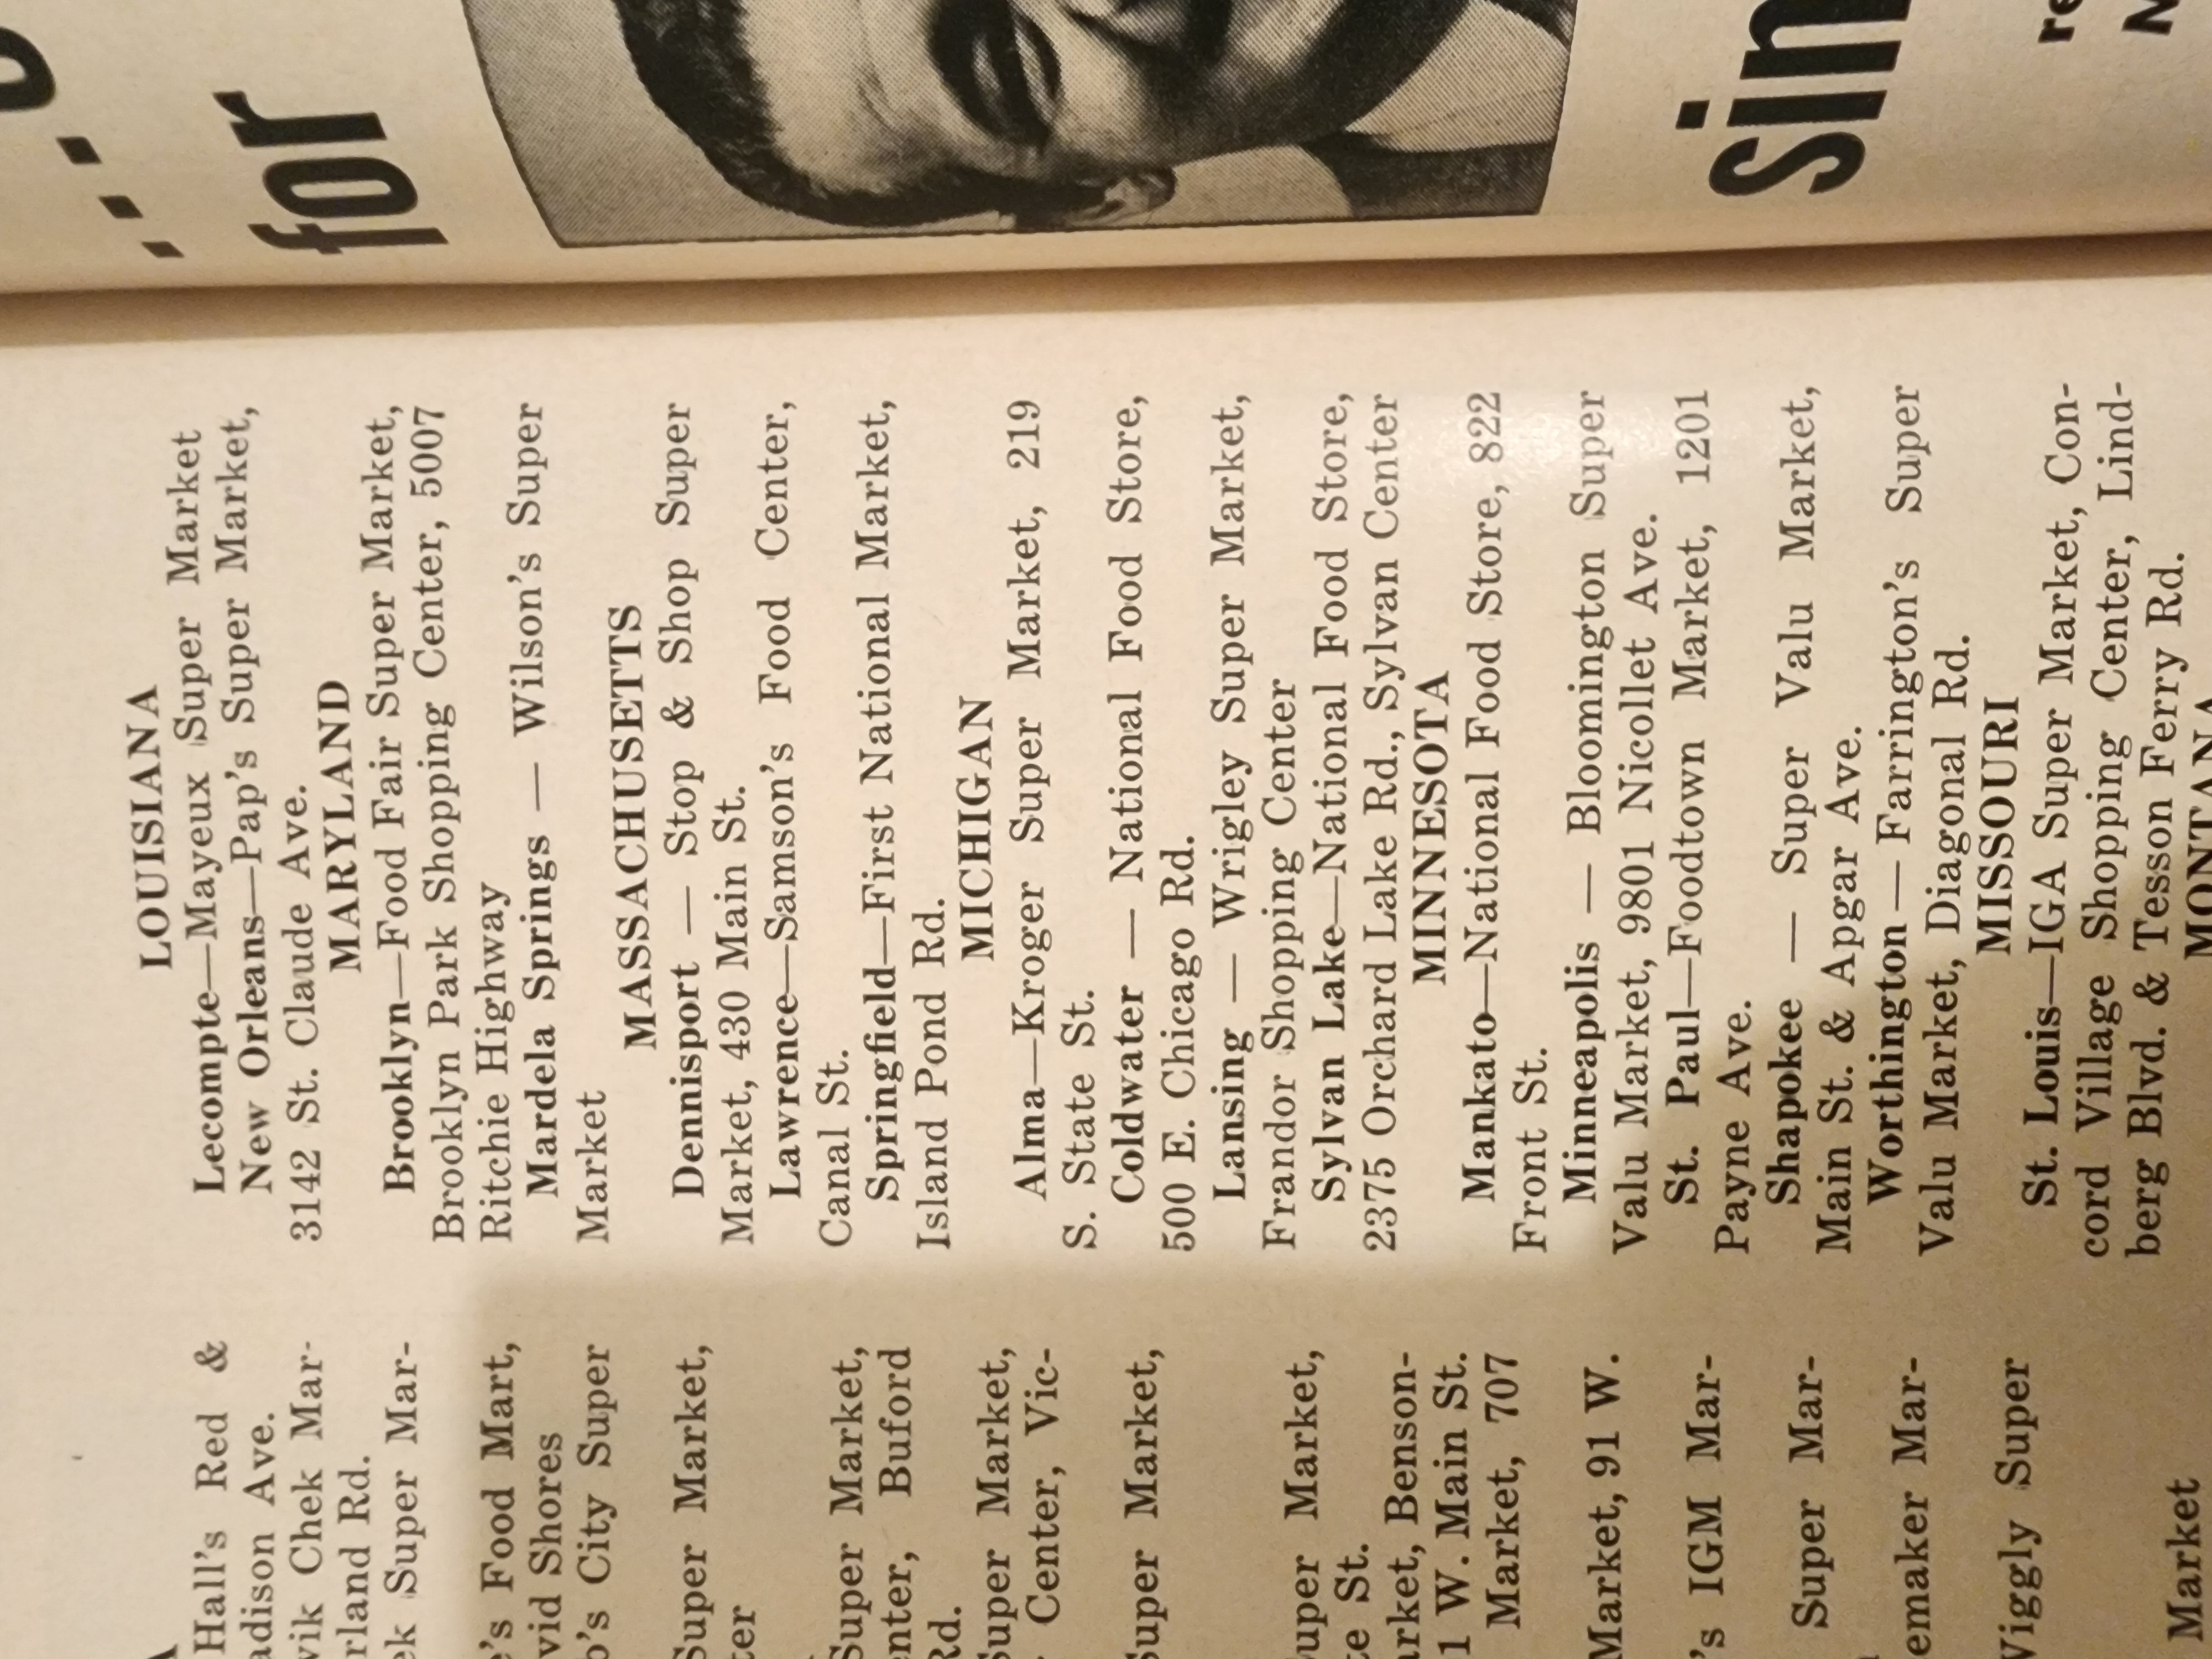 Hall's Red &
adison Ave.
vik Chek Mar-
rland Rd.
ek Super Mar-
e's Food Mart,
vid Shores
o's City Super
Super Market,
ter
Super Market,
enter, Buford
Rd.
Super Market,
Center, Vic-
Super Market,
uper Market,
te St.
arket, Benson-
1 W. Main St.
Market, 707
Market, 91 W.
's IGM Mar-
Super Mar-
emaker Mar-
Wiggly Super
Market
LOUISIANA
Lecompte—Mayeux Super Market
New Orleans—Pap's Super Market,
3142 St. Claude Ave.
MARYLAND
Brooklyn—Food Fair Super Market,
Brooklyn Park Shopping Center, 5007
Ritchie Highway
Mardela Springs — Wilson's Super
Market
MASSACHUSETTS
Dennisport — Stop & Shop Super
Market, 430 Main St.
Lawrence—Samson's Food Center,
Canal St.
Springfield—First National Market,
Island Pond Rd.
MICHIGAN
Alma—Kroger Super Market, 219
S. State St.
Coldwater — National Food Store,
500 E. Chicago Rd.
Lansing — Wrigley Super Market,
Frandor Shopping Center
Sylvan Lake—National Food Store,
2375 Orchard Lake Rd., Sylvan Center
MINNESOTA
Mankato—National Food Store, 822
Front St.
Minneapolis — Bloomington Super
Valu Market, 9801 Nicollet Ave.
St. Paul—Foodtown Market, 1201
Payne Ave.
Shapokee — Super Valu Market,
Main St. & Apgar Ave.
Worthington — Farrington's Super
Valu Market, Diagonal Rd.
MISSOURI
St. Louis—IGA Super Market, Con-
cord Village Shopping Center, Lind-
berg Blvd. & Tesson Ferry Rd.
MONTANA
for
sin
re